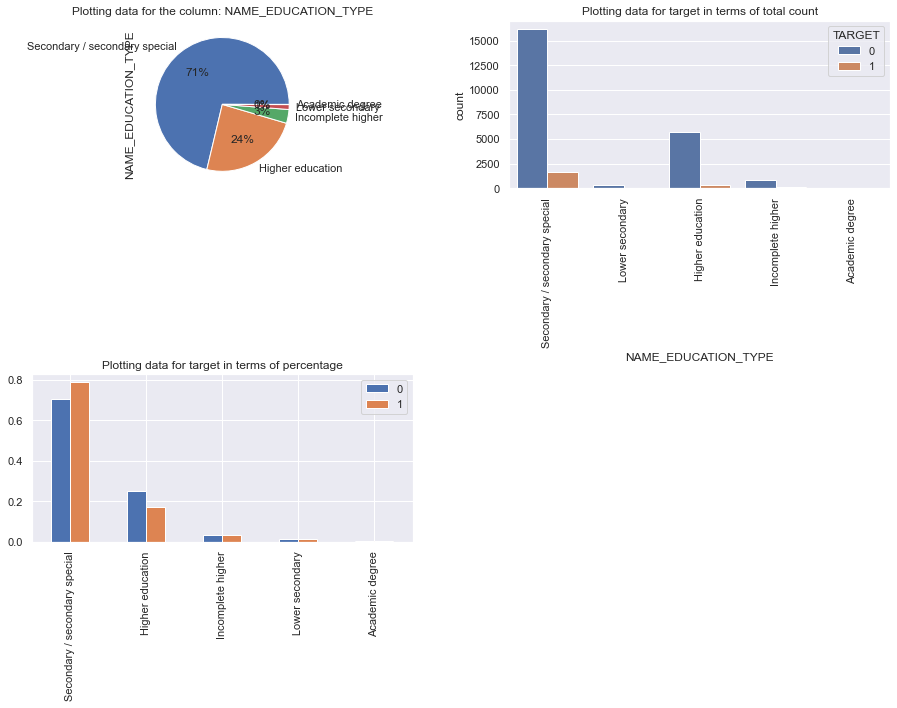 Plotting data for the column: NAME_EDUCATION_TYPE
NAME_EDUCATION_TYPE
Secondary / secondary special
71%
24%
3%
0%
Academic degree
Lower secondary
Incomplete higher
Higher education
Plotting data for target in terms of total count
TARGET
0
1
count
15000
12500
10000
7500
5000
2500
0
Secondary / secondary special
Lower secondary
Higher education
Incomplete higher
Academic degree
NAME_EDUCATION_TYPE
Plotting data for target in terms of percentage
0
1
0.8
0.6
0.4
0.2
0.0
Secondary / secondary special
Higher education
Incomplete higher
Lower secondary
Academic degree